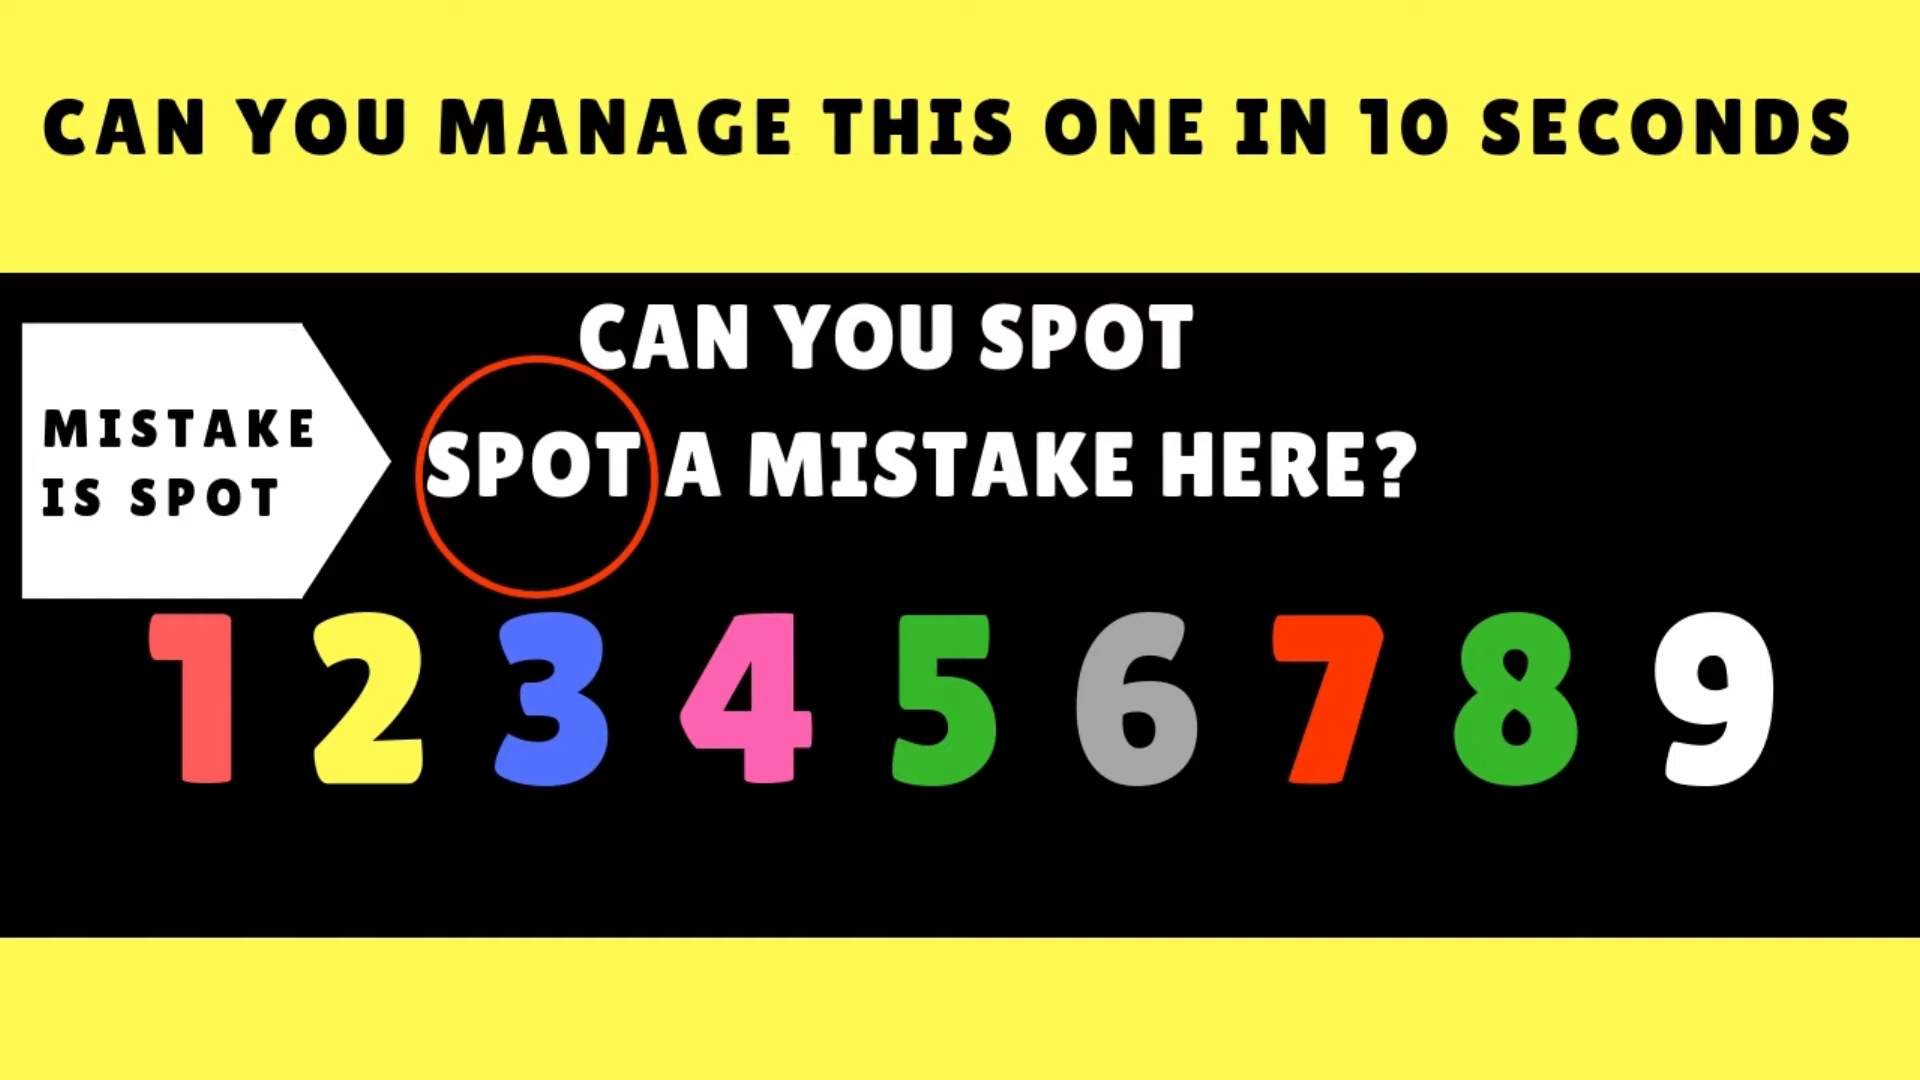 CAN YOU MANAGE THIS ONE IN 10 SECONDS
CAN YOU SPOT
SPOT A MISTAKE HERE?
MISTAKE
IS SPOT
1 2 3 4 5 6 7 8 9